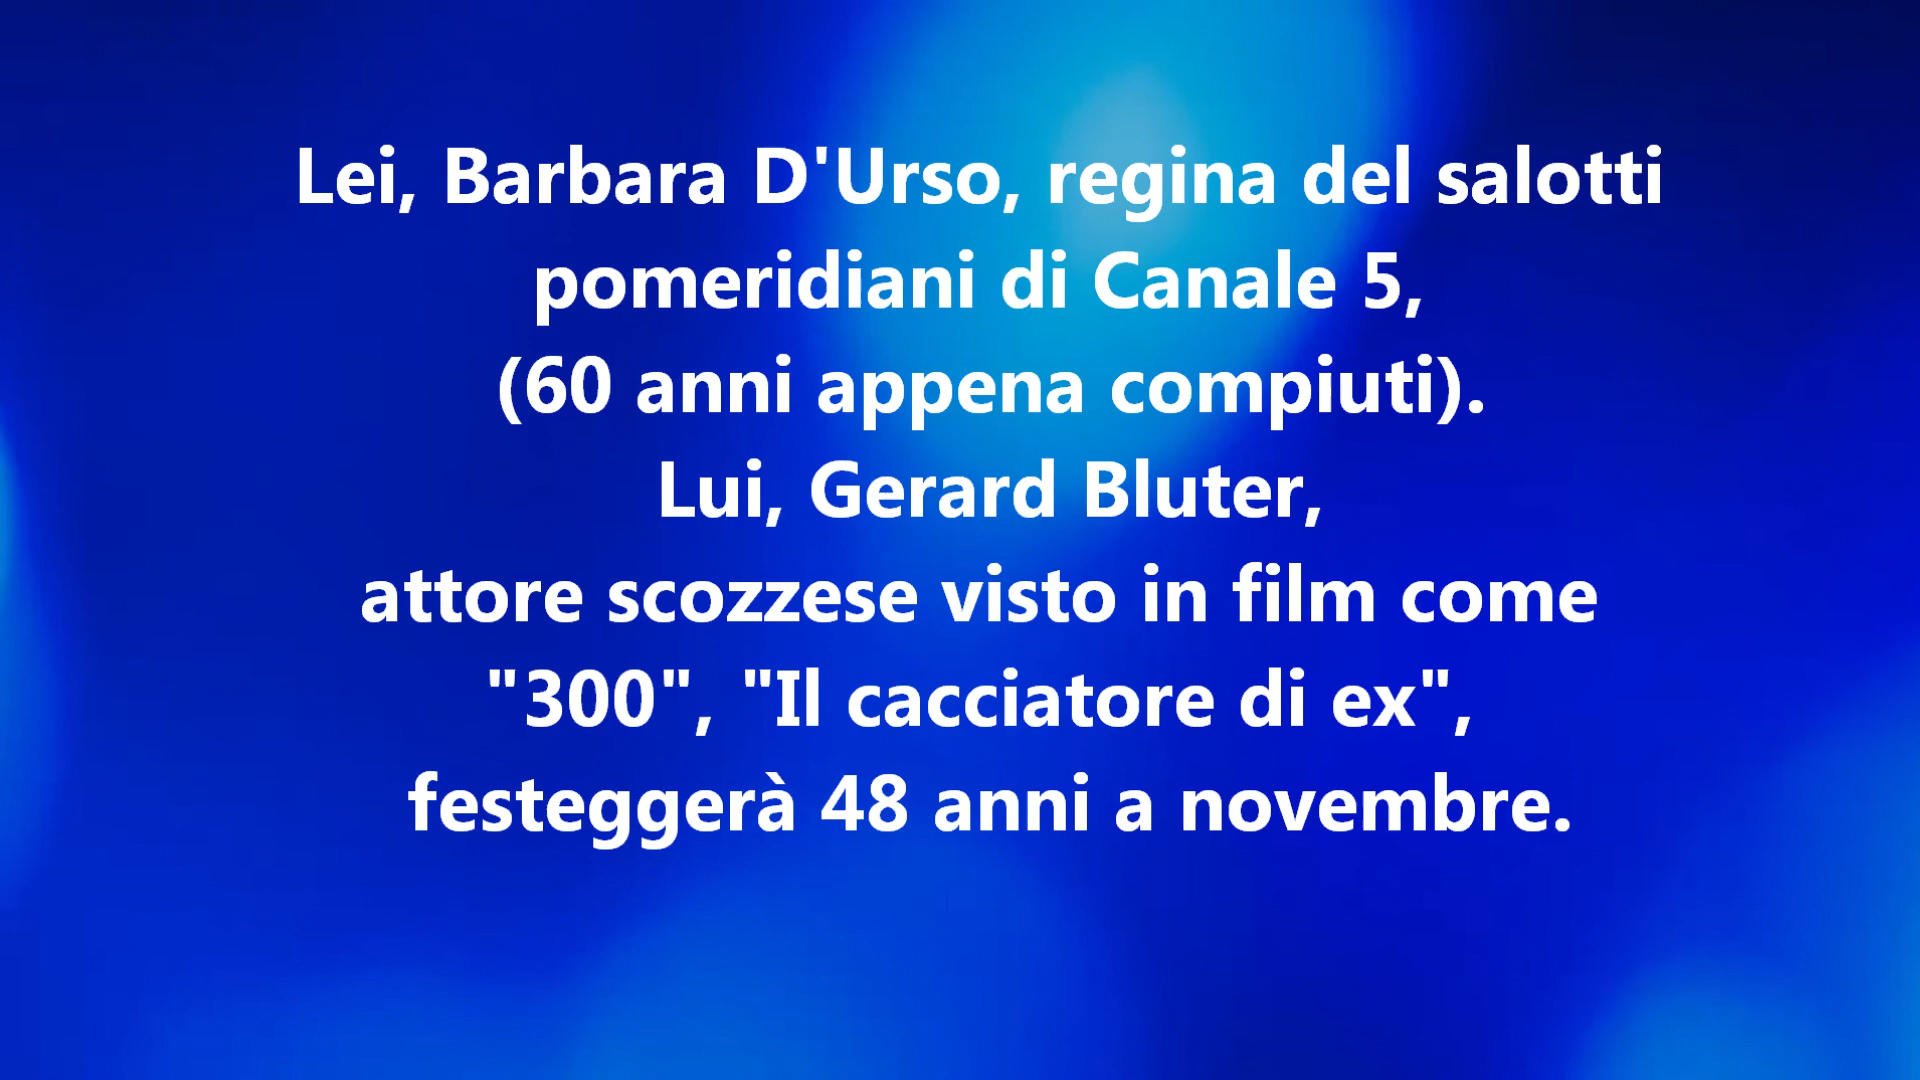 Lei, Barbara D'Urso, regina del salotti
pomeridiani di Canale 5,
(60 anni appena compiuti).
Lui, Gerard Bluter,
attore scozzese visto in film come
"300", "Il cacciatore di ex",
festeggerà 48 anni a novembre.